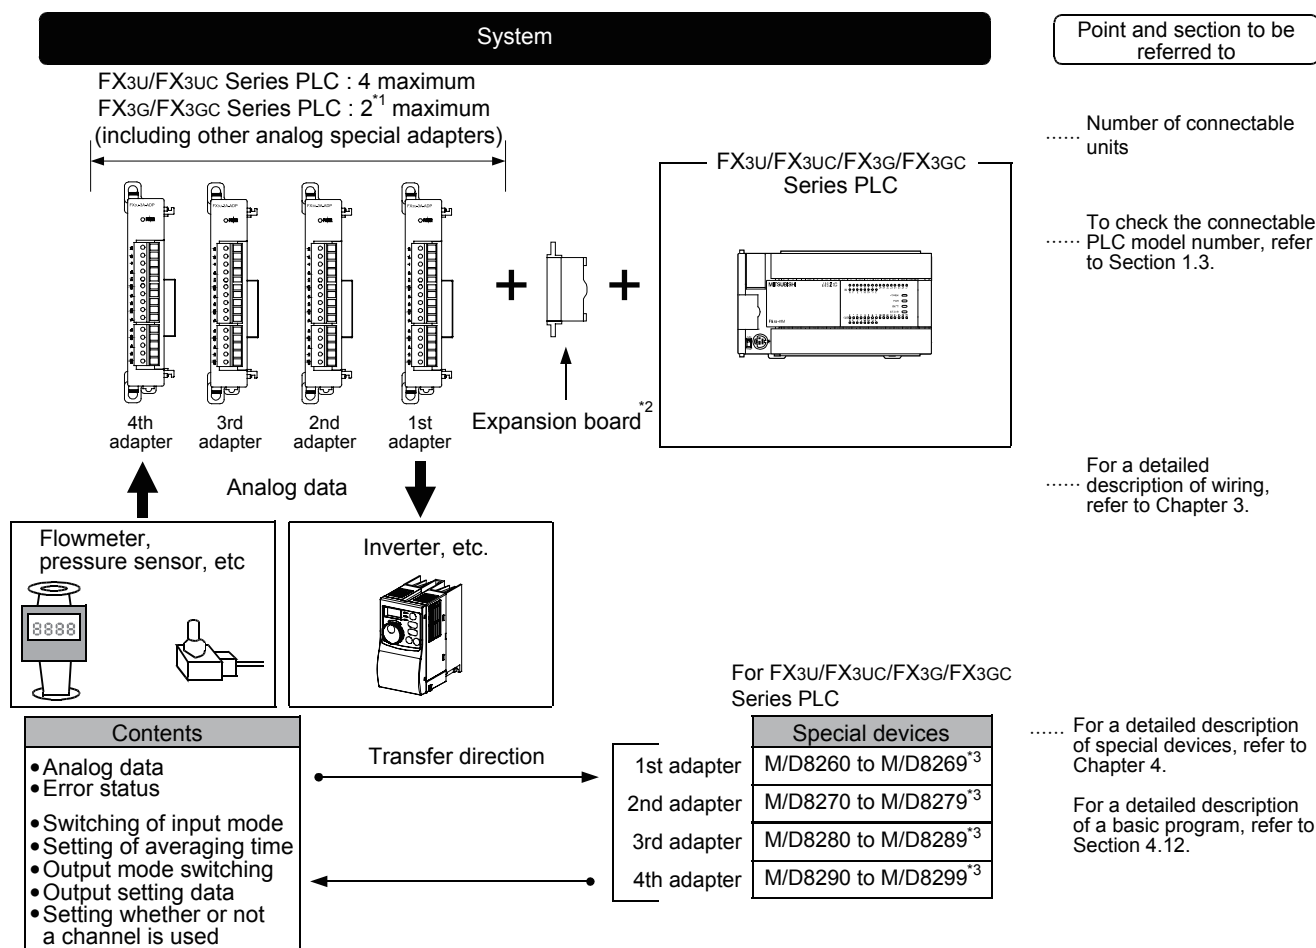 System
Point and section to be
referred to
FX3U/FX3UC Series PLC : 4 maximum
FX3G/FX3GC Series PLC : 2*1 maximum
(including other analog special adapters)
...... Number of connectable
units
FX3U/FX3UC/FX3G/FX3GC
Series PLC
To check the connectable
...... PLC model number, refer
to Section 1.3.
MITSUBISHI
4th
adapter
3rd
adapter
2nd
adapter
1st
adapter
+
+
Expansion board*2
Analog data
For a detailed
...... description of wiring,
refer to Chapter 3.
Flowmeter,
pressure sensor, etc
8888
Inverter, etc.
For FX3U/FX3UC/FX3G/FX3GC
Series PLC
Contents
• Analog data
• Error status
• Switching of input mode
• Setting of averaging time
• Output mode switching
• Output setting data
• Setting whether or not
a channel is used
Transfer direction
Special devices
1st adapter M/D8260 to M/D8269*3
2nd adapter M/D8270 to M/D8279*3
3rd adapter M/D8280 to M/D8289*3
4th adapter M/D8290 to M/D8299*3
...... For a detailed description
of special devices, refer to
Chapter 4.
For a detailed description
of a basic program, refer to
Section 4.12.